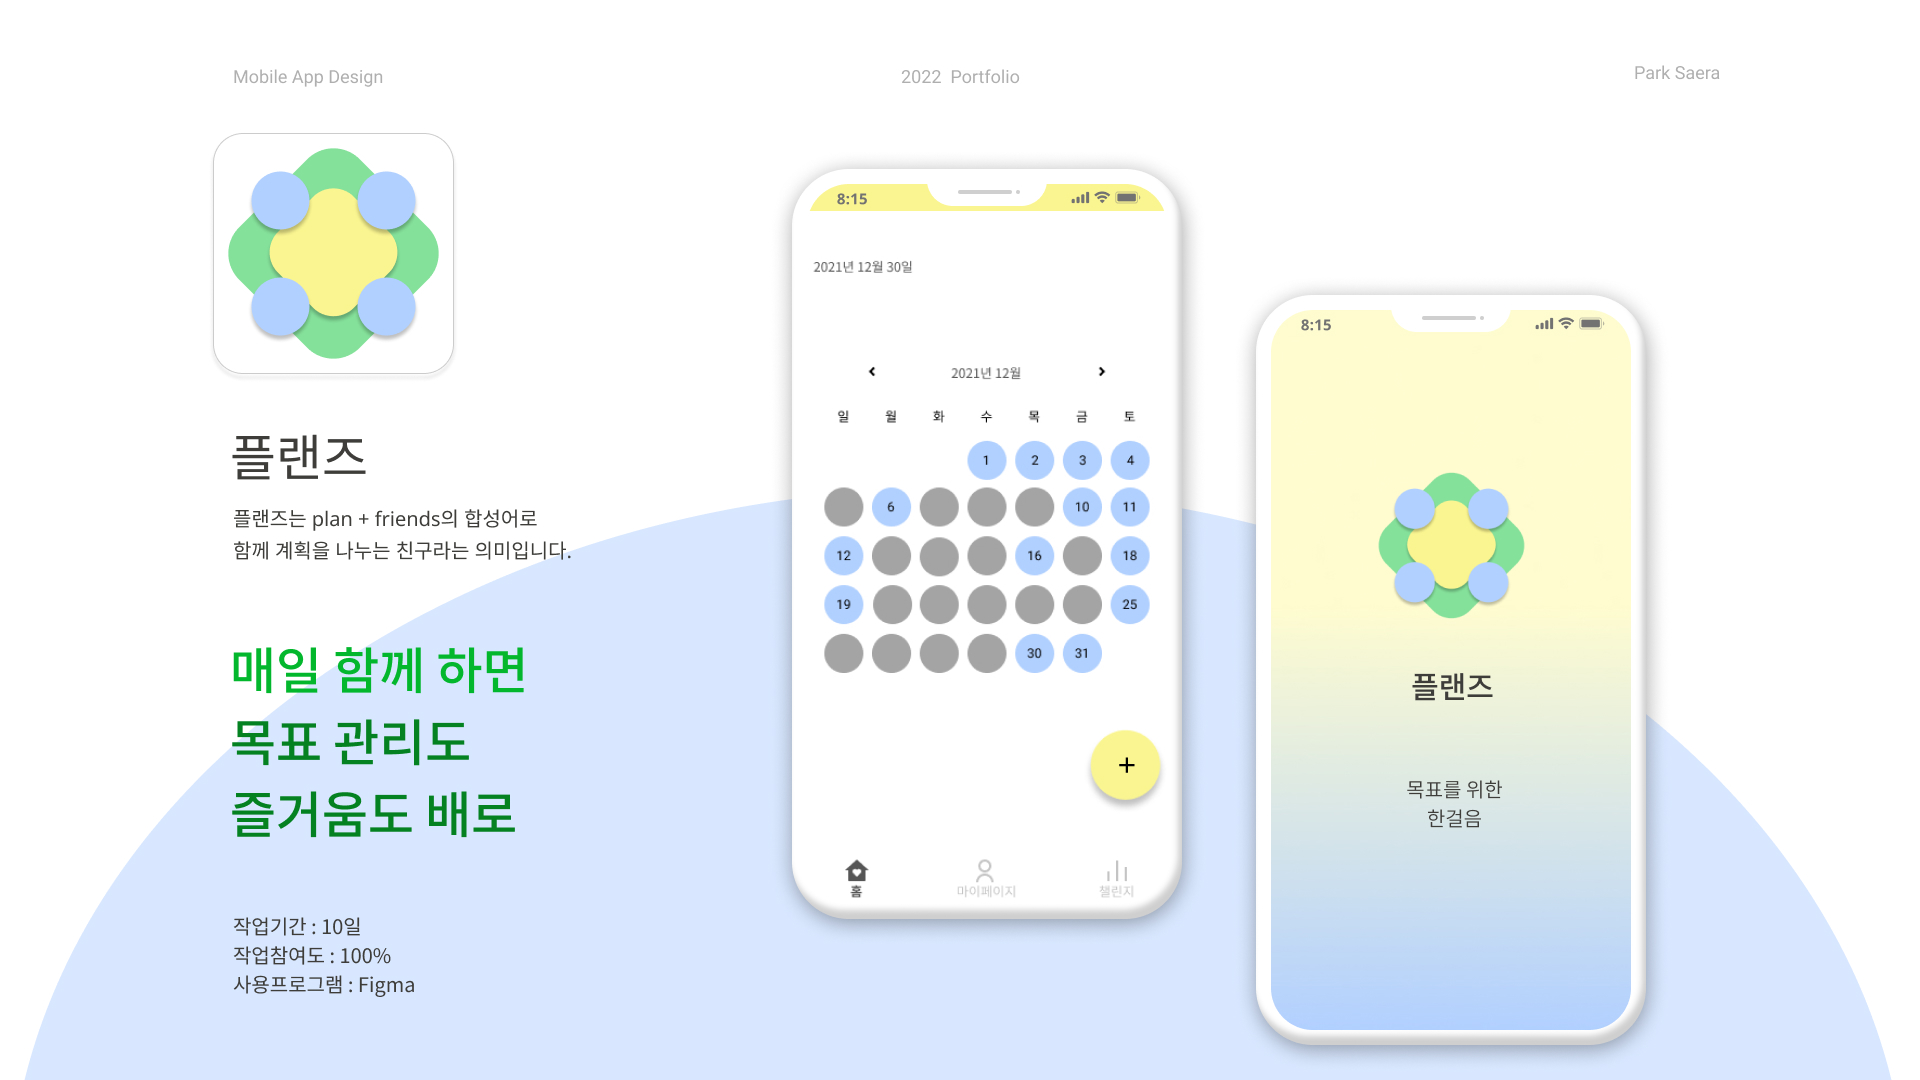 Mobile App Design
2022 Portfolio
Park Saera
플랜즈
플랜즈는 plan + friends의 합성어로
함께 계획을 나누는 친구라는 의미입니다.
매일 함께 하면
목표 관리도
즐거움도 배로
작업기간 : 10일
작업참여도 : 100%
사용프로그램 : Figma
8:15
2021년 12월 30일
2021년 12월
일 월 화 수 목 금 토
1 2 3 4
6 10 11
12 16 18
19 25
30 31
+
홈 마이페이지 챌린지
8:15
플랜즈
목표를 위한
한걸음